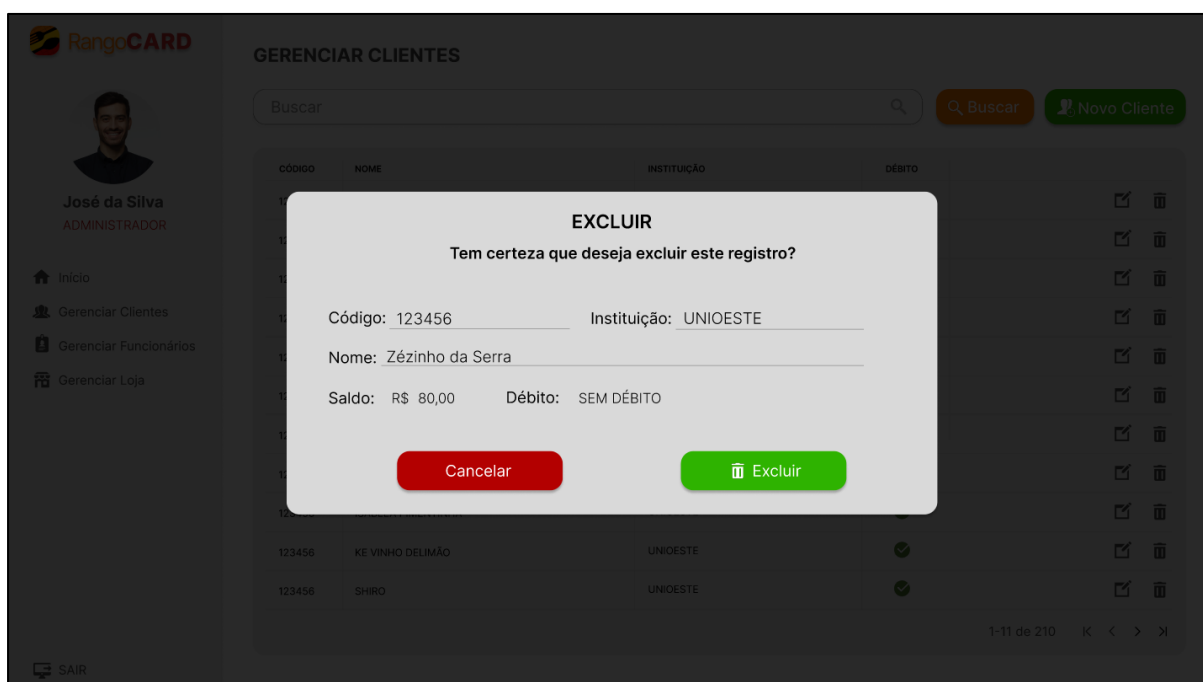 RangoCARD
José da Silva
ADMINISTRADOR
Início
Gerenciar Clientes
Gerenciar Funcionários
Gerenciar Loja
SAIR
GERENCIAR CLIENTES
Buscar
Buscar
Novo Cliente
CÓDIGO NOME INSTITUIÇÃO DÉBITO
EXCLUIR
Tem certeza que deseja excluir este registro?
Código: 123456 Instituição: UNIOESTE
Nome: Zézinho da Serra
Saldo: R$ 80,00 Débito: SEM DÉBITO
Cancelar Excluir
123456 KE VINHO DELIMÃO UNIOESTE
123456 SHIRO UNIOESTE
1-11 de 210